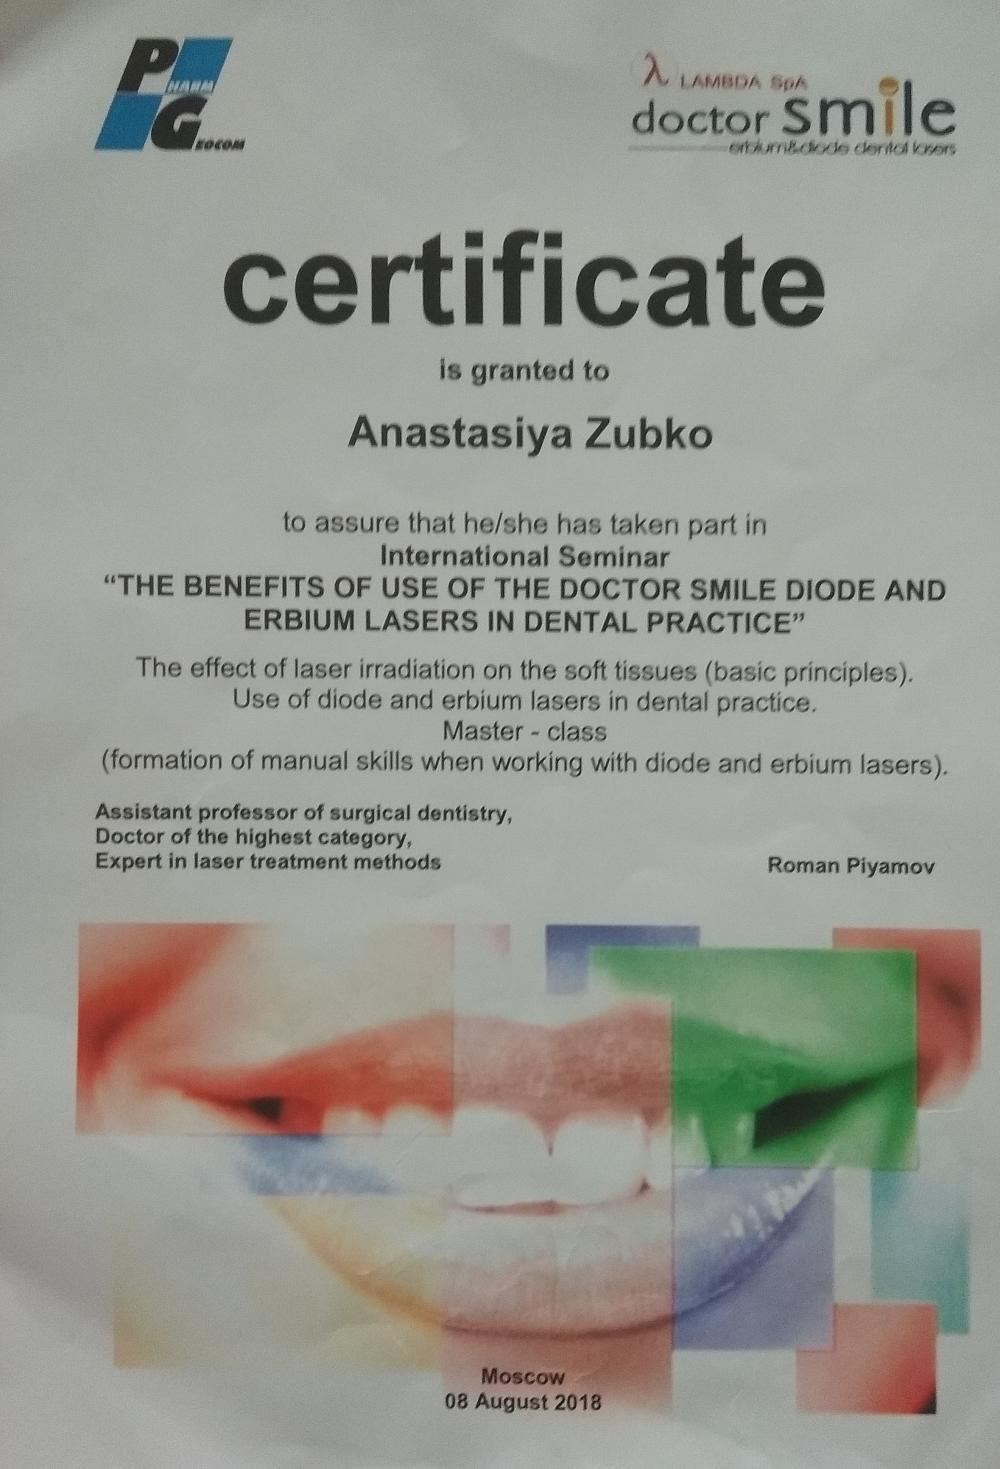 PHARM
GEOCOM
λ LAMBDA SpA
doctor smile
erbium&diode dental lasers
certificate
is granted to
Anastasiya Zubko
to assure that he/she has taken part in
International Seminar
“THE BENEFITS OF USE OF THE DOCTOR SMILE DIODE AND
ERBIUM LASERS IN DENTAL PRACTICE”
The effect of laser irradiation on the soft tissues (basic principles).
Use of diode and erbium lasers in dental practice.
Master - class
(formation of manual skills when working with diode and erbium lasers).
Assistant professor of surgical dentistry,
Doctor of the highest category,
Expert in laser treatment methods
Roman Piyamov
Moscow
08 August 2018